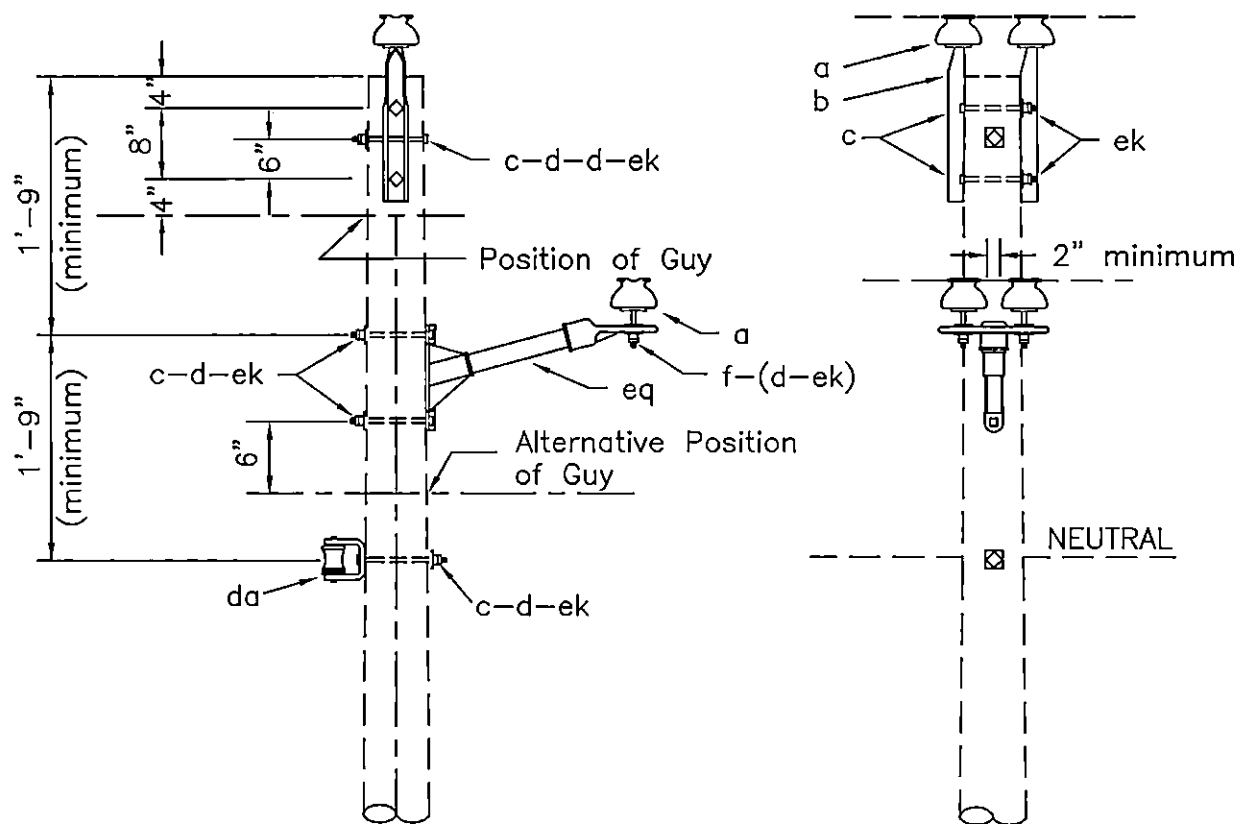 4"
8"
6"
4"
1'-9"
(minimum)
c-d-d-ek
Position of Guy
a
f-(d-ek)
eq
c-d-ek
1'-9"
(minimum)
6"
Alternative Position
of Guy
da
c-d-ek
a
b
c
ek
2" minimum
NEUTRAL